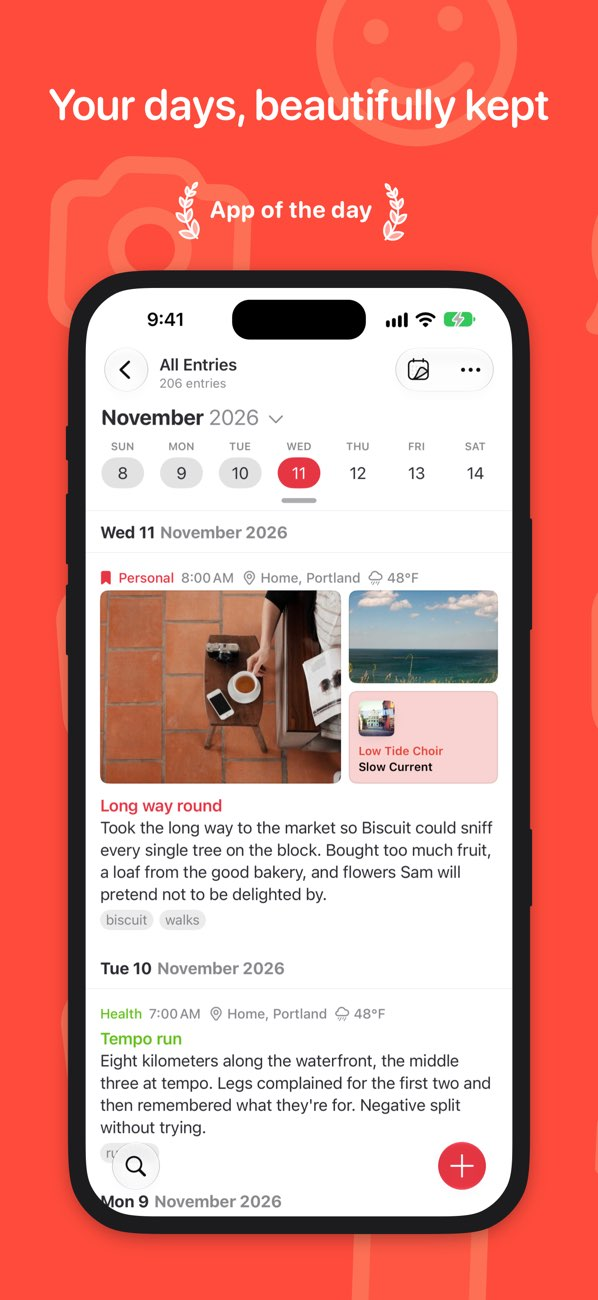 Your days, beautifully kept
App of the day
9:41
All Entries
206 entries
November 2026
SUN MON TUE WED THU FRI SAT
8 9 10 11 12 13 14
Wed 11 November 2026
Personal 8:00 AM Home, Portland 48°F
Low Tide Choir
Slow Current
Long way round
Took the long way to the market so Biscuit could sniff
every single tree on the block. Bought too much fruit,
a loaf from the good bakery, and flowers Sam will
pretend not to be delighted by.
biscuit walks
Tue 10 November 2026
Health 7:00 AM Home, Portland 48°F
Tempo run
Eight kilometers along the waterfront, the middle
three at tempo. Legs complained for the first two and
then remembered what they're for. Negative split
without trying.
Mon 9 November 2026